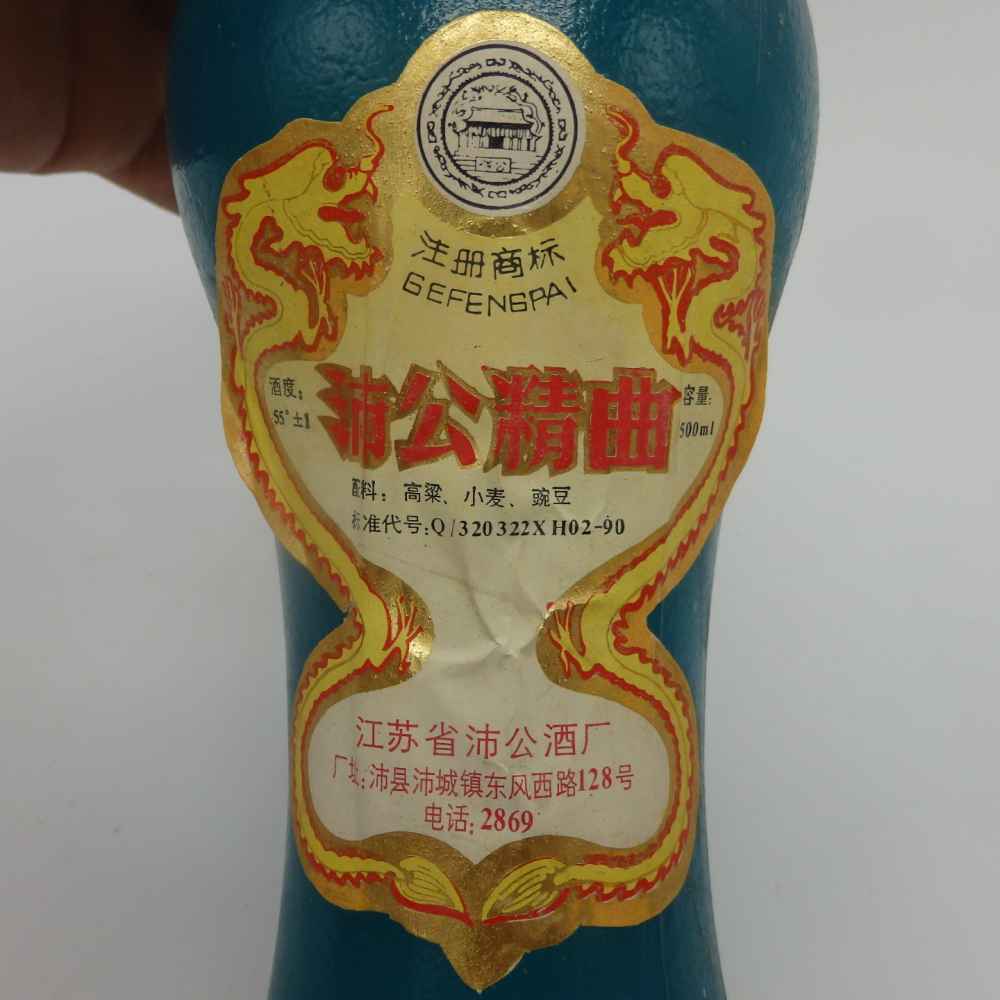 注册商标
GEFENGPAI
酒度:
55°±1
沛公精曲
容量:
500ml
配料: 高粱、小麦、豌豆
标准代号:Q/320322XH02-90
江苏省沛公酒厂
厂址:沛县沛城镇东风西路128号
电话:2869